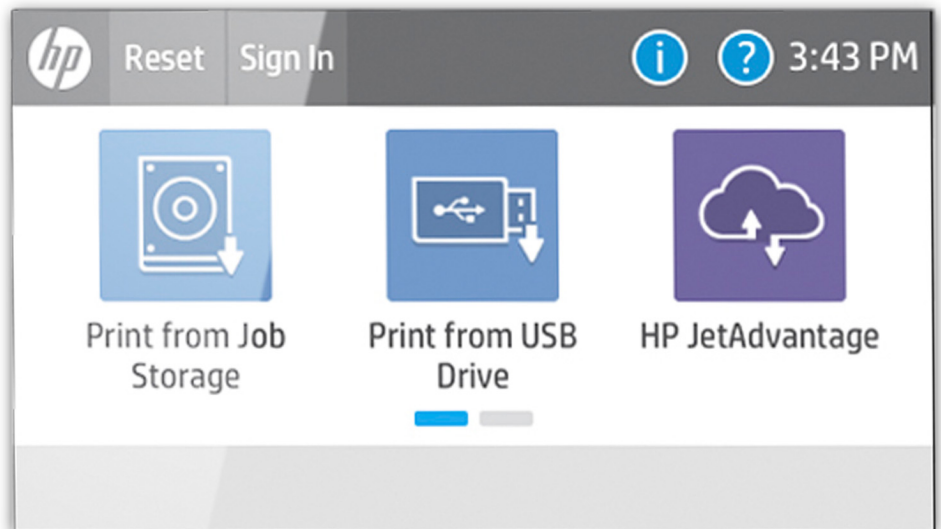 hp Reset Sign In i ? 3:43 PM
Print from Job Print from USB HP JetAdvantage
Storage Drive